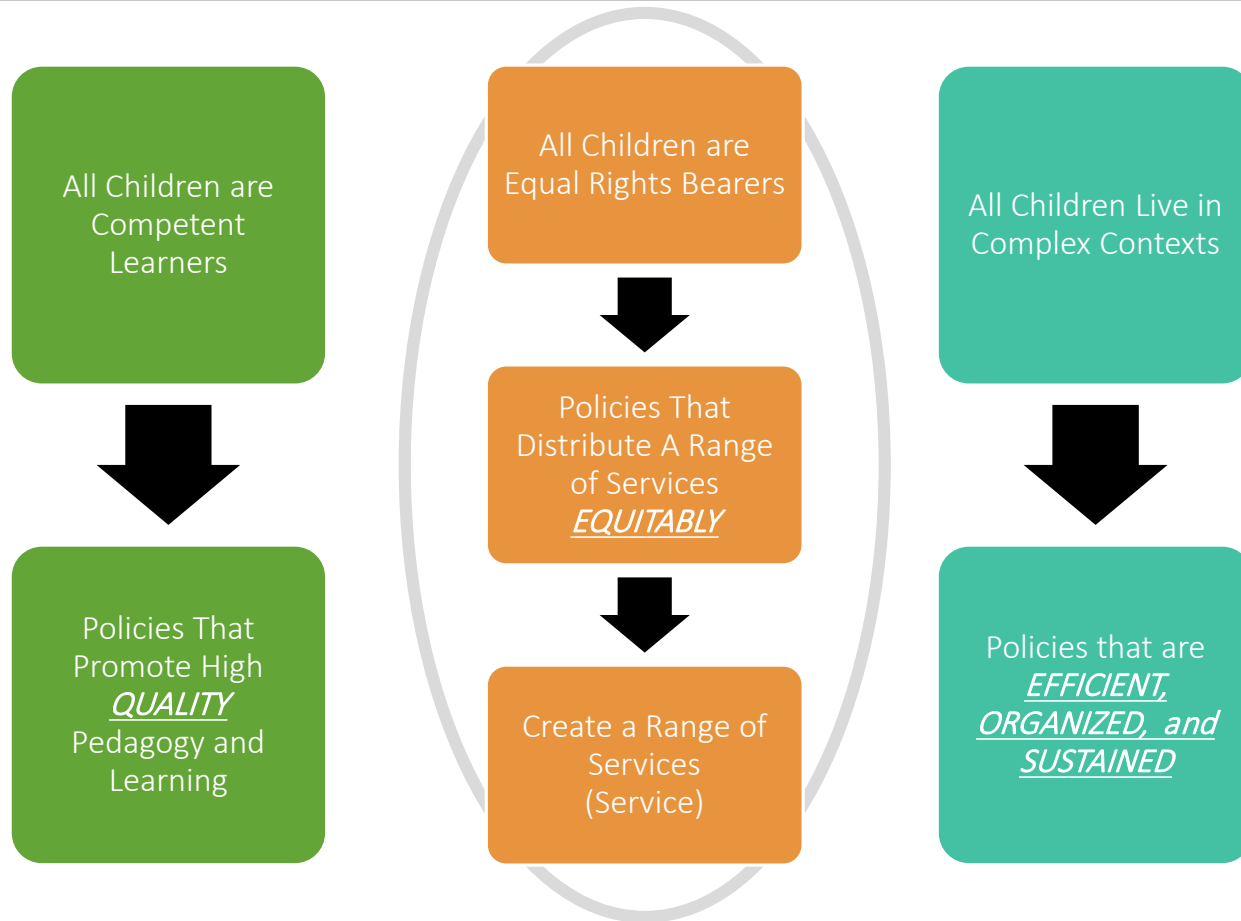 All Children are
Competent
Learners
Policies That
Promote High
QUALITY
Pedagogy and
Learning
All Children are
Equal Rights Bearers
Policies That
Distribute A Range
of Services
EQUITABLY
Create a Range of
Services
(Service)
All Children Live in
Complex Contexts
Policies that are
EFFICIENT,
ORGANIZED, and
SUSTAINED